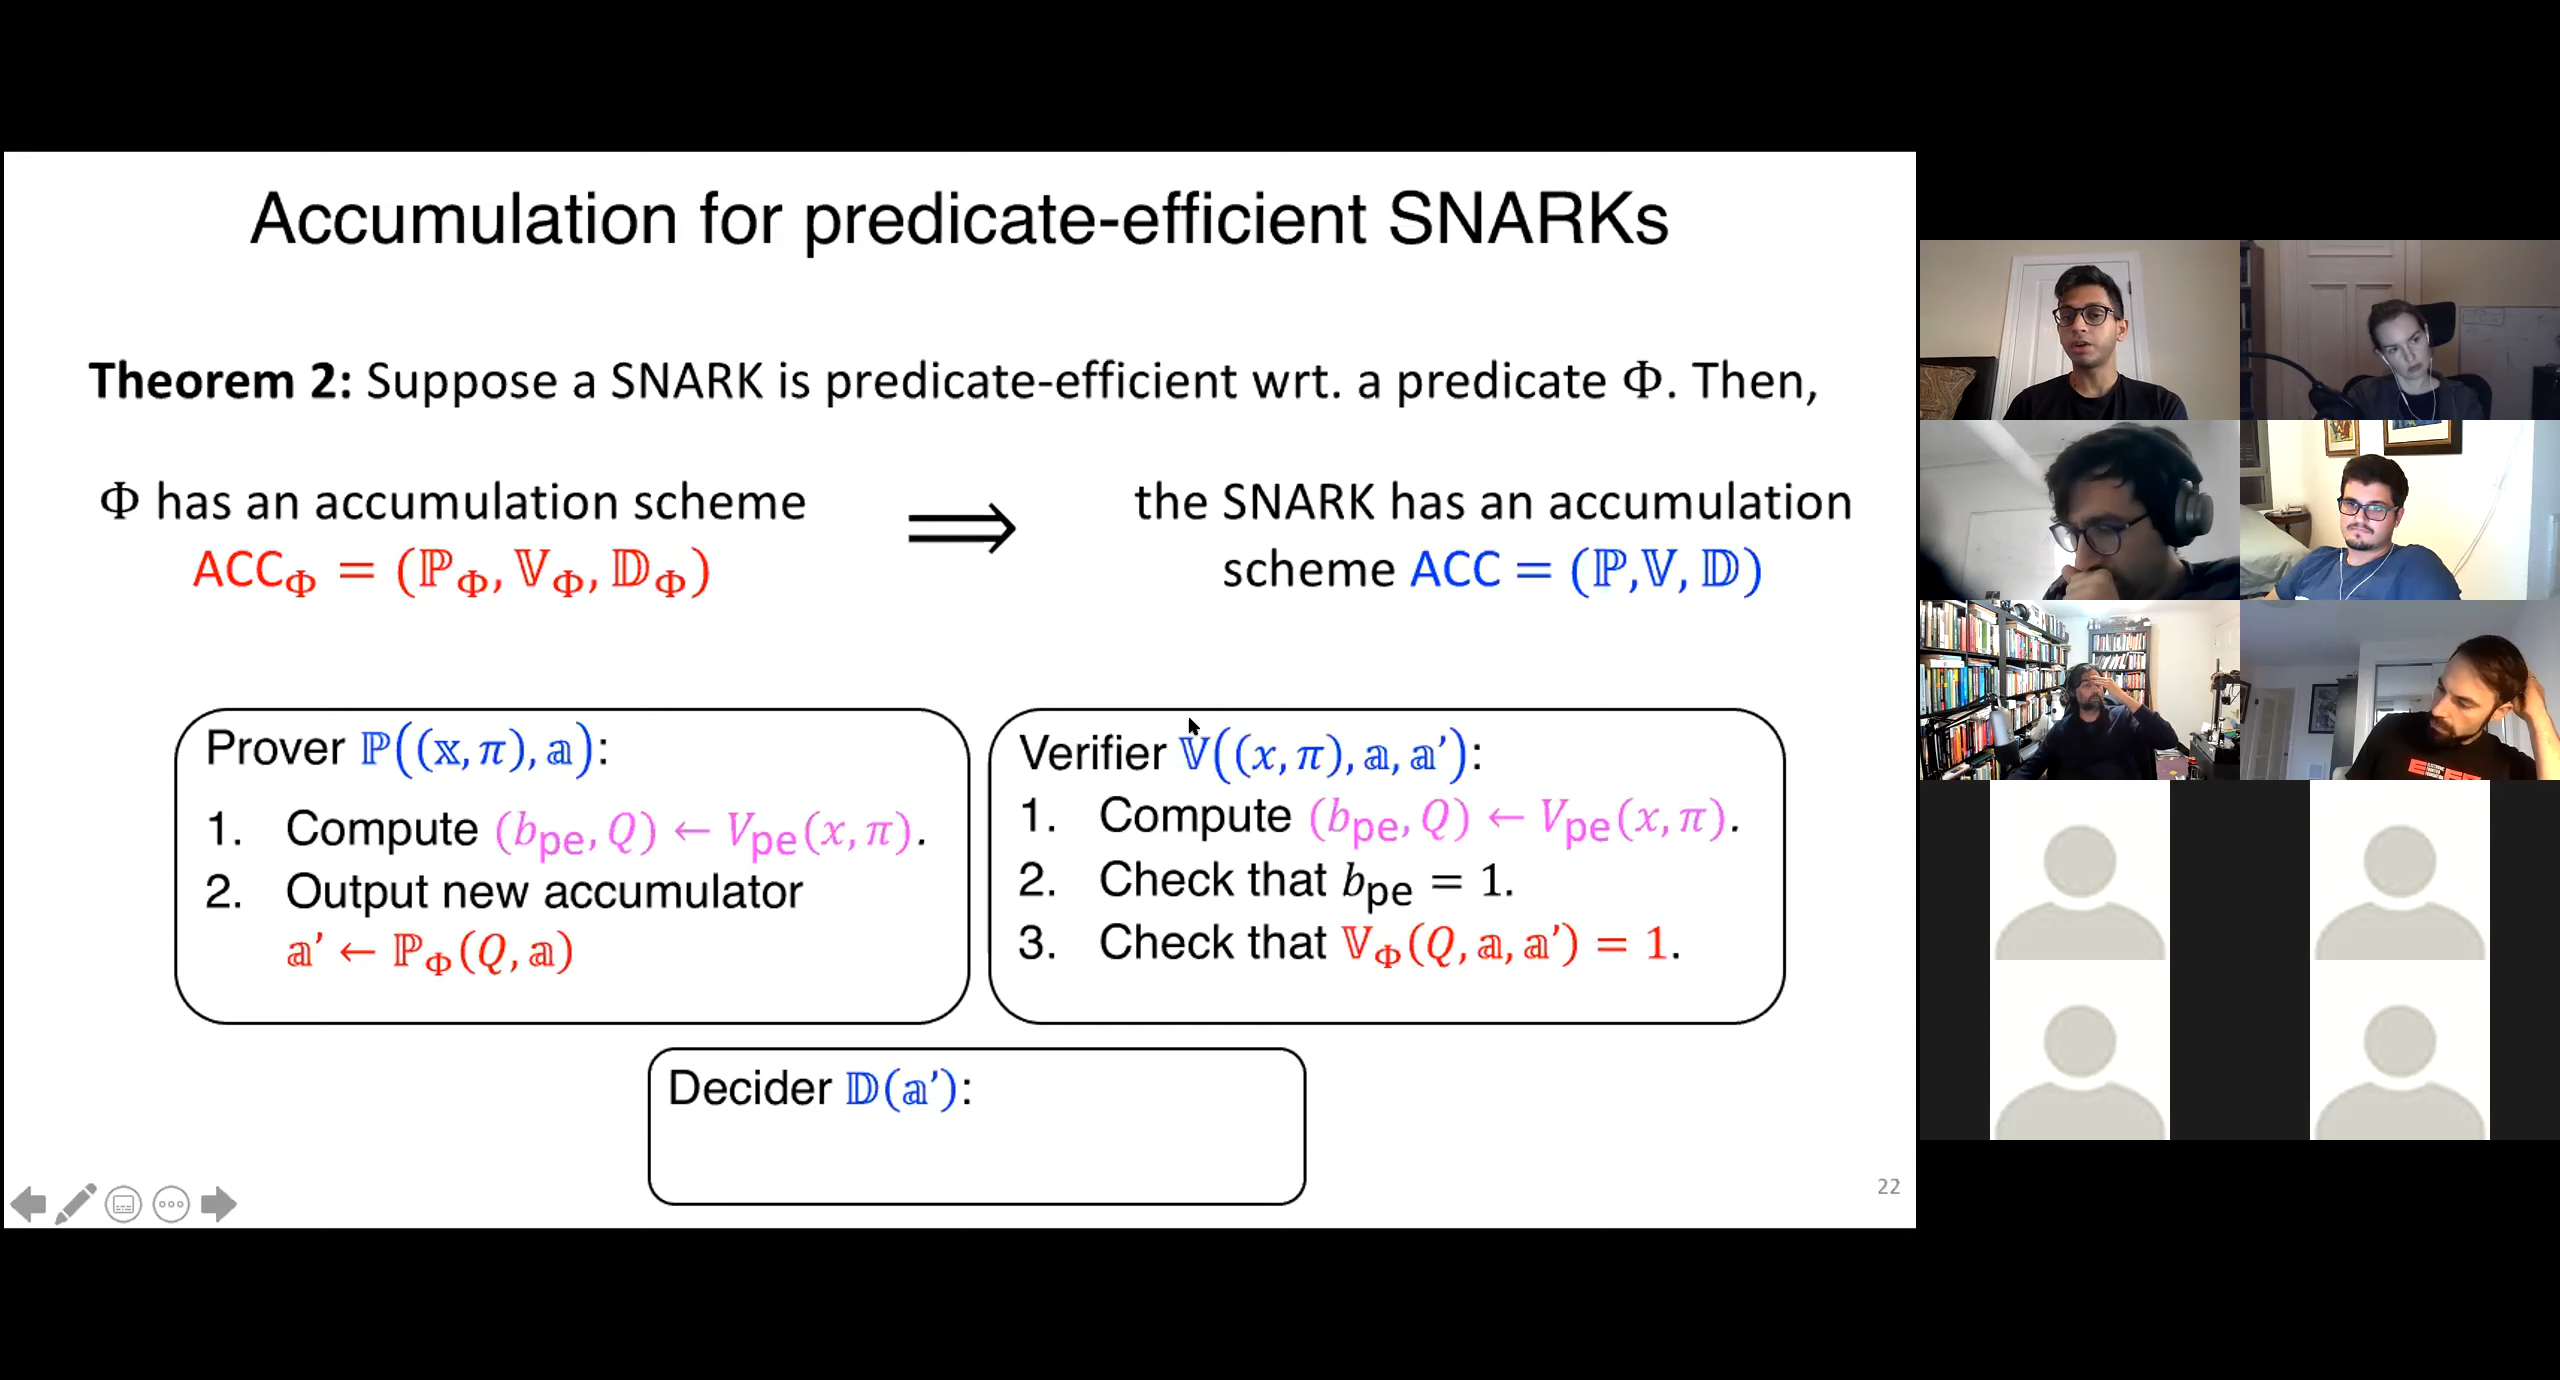 Accumulation for predicate-efficient SNARKs
Theorem 2: Suppose a SNARK is predicate-efficient wrt. a predicate Φ. Then,
Φ has an accumulation scheme
ACC_Φ = (ℙ_Φ, 𝕍_Φ, 𝔻_Φ)
⟹
the SNARK has an accumulation
scheme ACC = (ℙ,𝕍, 𝔻)
Prover ℙ((𝕩, π), 𝕒):
1. Compute (b_pe, Q) ← V_pe(x, π).
2. Output new accumulator
𝕒’ ← ℙ_Φ(Q, 𝕒)
Verifier 𝕍((x, π), 𝕒, 𝕒’):
1. Compute (b_pe, Q) ← V_pe(x, π).
2. Check that b_pe = 1.
3. Check that 𝕍_Φ(Q, 𝕒, 𝕒’) = 1.
Decider 𝔻(𝕒’):
22